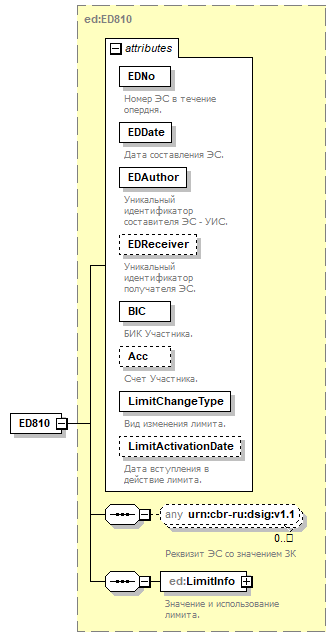 ed:ED810
attributes
EDNo
Номер ЭС в течение
опердня.
EDDate
Дата составления ЭС.
EDAuthor
Уникальный
идентификатор
составителя ЭС - УИС.
EDReceiver
Уникальный
идентификатор
получателя ЭС.
BIC
БИК Участника.
Acc
Счет Участника.
LimitChangeType
Вид изменения лимита.
LimitActivationDate
Дата вступления в
действие лимита.
ED810
any urn:cbr-ru:dsig:v1.1
0..
Реквизит ЭС со значением ЗК
ed:LimitInfo
Значение и использование
лимита.